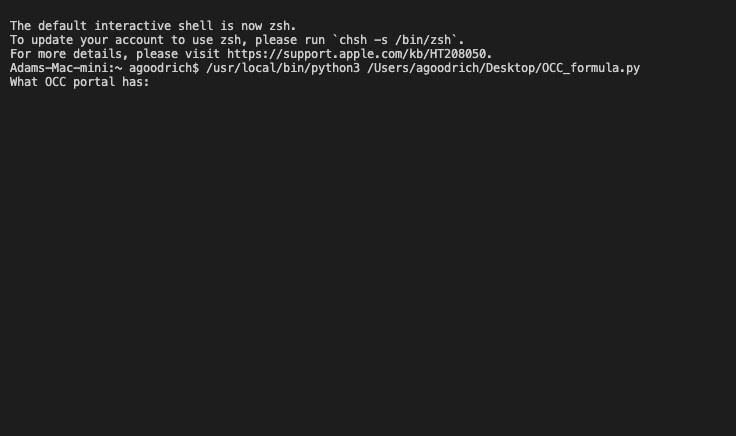 The default interactive shell is now zsh.
To update your account to use zsh, please run `chsh -s /bin/zsh`.
For more details, please visit https://support.apple.com/kb/HT208050.
Adams-Mac-mini:~ agoodrich$ /usr/local/bin/python3 /Users/agoodrich/Desktop/OCC_formula.py
What OCC portal has: